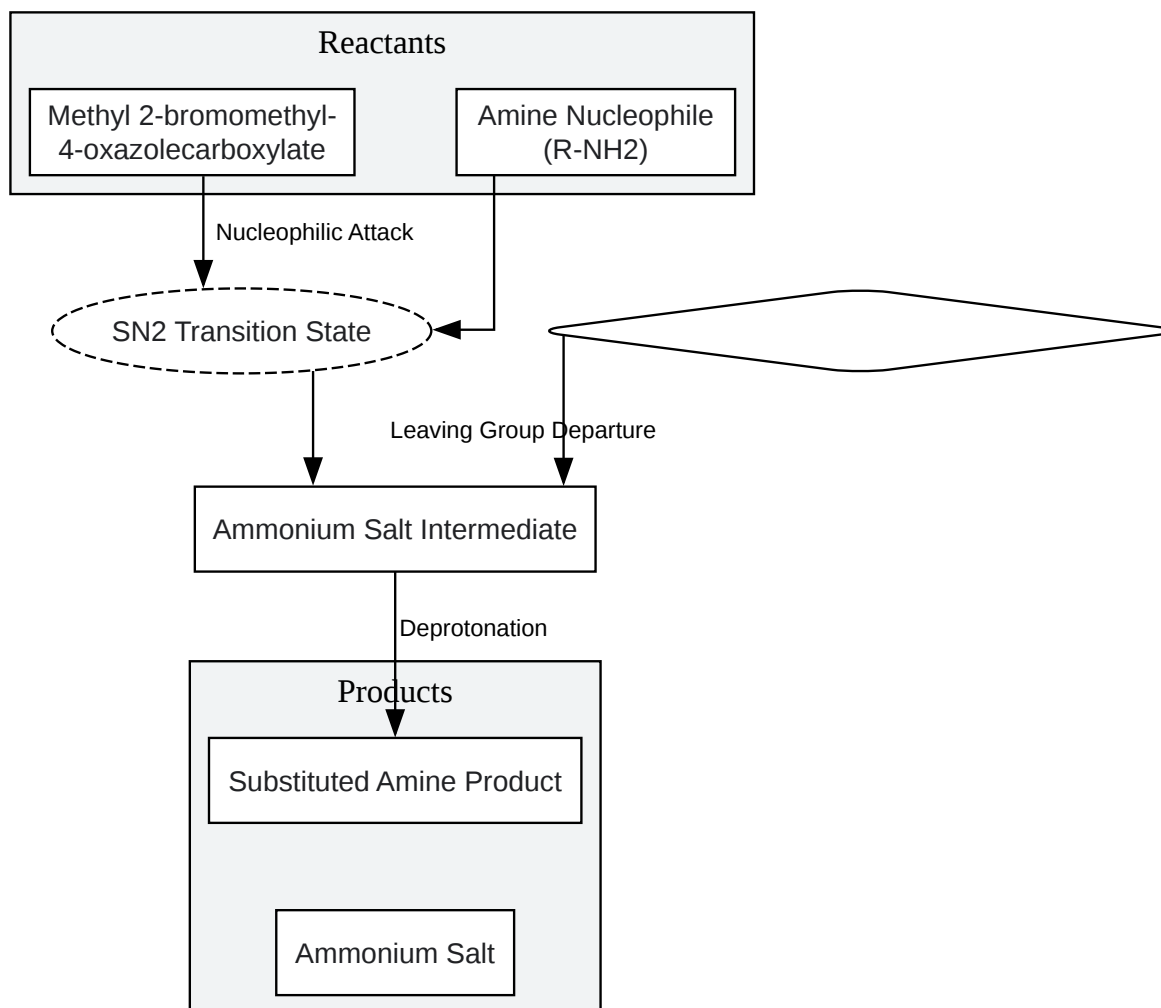 Reactants
Methyl 2-bromomethyl-
4-oxazolecarboxylate
Amine Nucleophile
(R-NH2)
Nucleophilic Attack
SN2 Transition State
Leaving Group Departure
Ammonium Salt Intermediate
Deprotonation
Products
Substituted Amine Product
Ammonium Salt